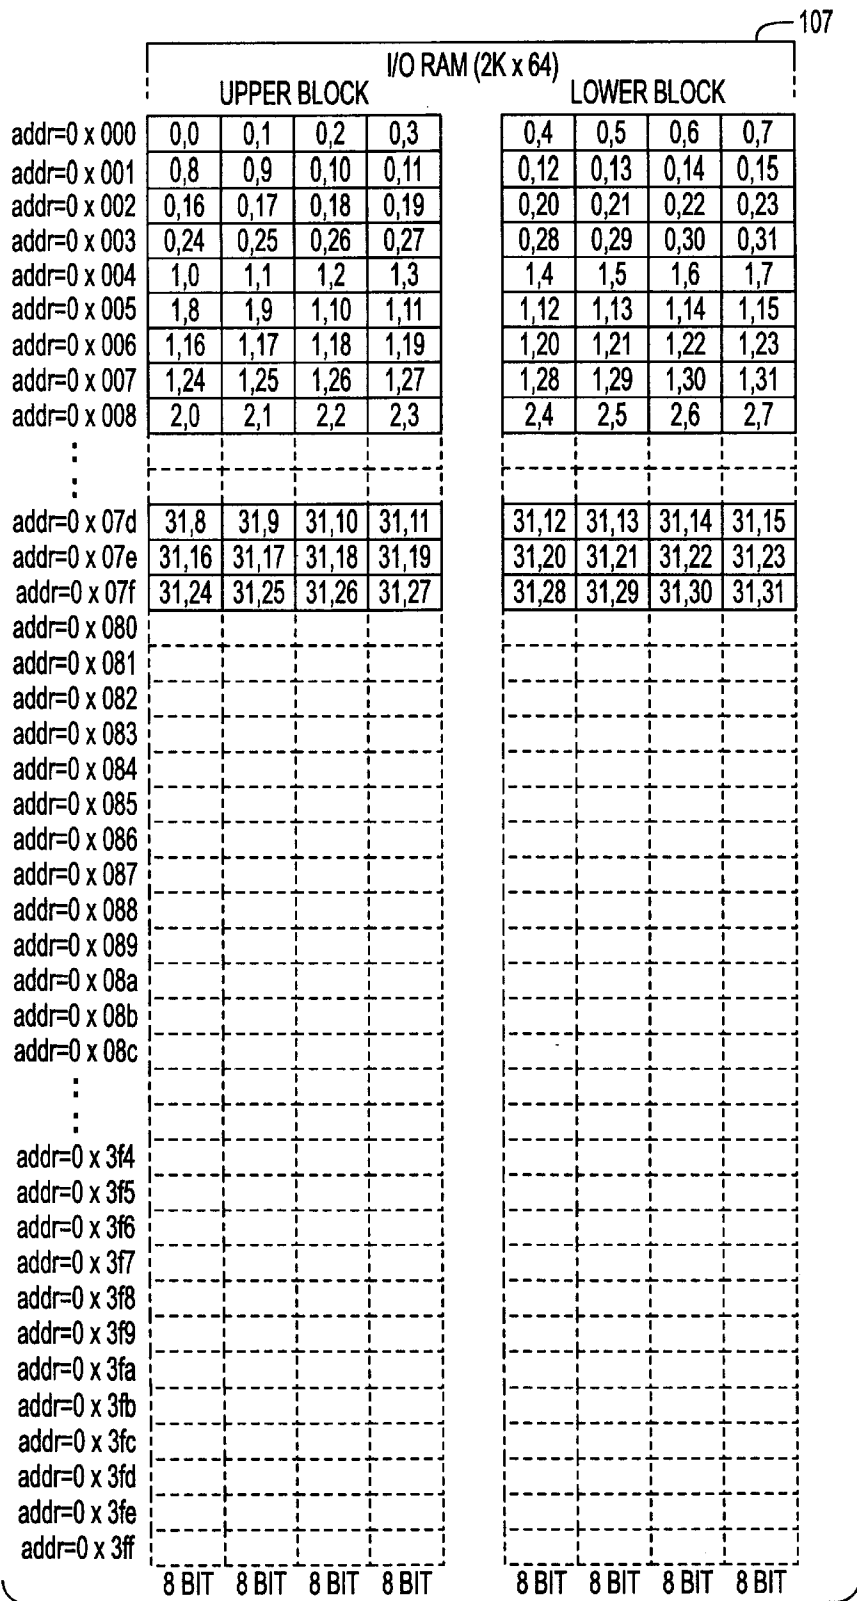 107
I/O RAM (2K x 64)
UPPER BLOCK LOWER BLOCK
addr=0 x 000 0,0 0,1 0,2 0,3 0,4 0,5 0,6 0,7
addr=0 x 001 0,8 0,9 0,10 0,11 0,12 0,13 0,14 0,15
addr=0 x 002 0,16 0,17 0,18 0,19 0,20 0,21 0,22 0,23
addr=0 x 003 0,24 0,25 0,26 0,27 0,28 0,29 0,30 0,31
addr=0 x 004 1,0 1,1 1,2 1,3 1,4 1,5 1,6 1,7
addr=0 x 005 1,8 1,9 1,10 1,11 1,12 1,13 1,14 1,15
addr=0 x 006 1,16 1,17 1,18 1,19 1,20 1,21 1,22 1,23
addr=0 x 007 1,24 1,25 1,26 1,27 1,28 1,29 1,30 1,31
addr=0 x 008 2,0 2,1 2,2 2,3 2,4 2,5 2,6 2,7
addr=0 x 07d 31,8 31,9 31,10 31,11 31,12 31,13 31,14 31,15
addr=0 x 07e 31,16 31,17 31,18 31,19 31,20 31,21 31,22 31,23
addr=0 x 07f 31,24 31,25 31,26 31,27 31,28 31,29 31,30 31,31
addr=0 x 080
addr=0 x 081
addr=0 x 082
addr=0 x 083
addr=0 x 084
addr=0 x 085
addr=0 x 086
addr=0 x 087
addr=0 x 088
addr=0 x 089
addr=0 x 08a
addr=0 x 08b
addr=0 x 08c
addr=0 x 3f4
addr=0 x 3f5
addr=0 x 3f6
addr=0 x 3f7
addr=0 x 3f8
addr=0 x 3f9
addr=0 x 3fa
addr=0 x 3fb
addr=0 x 3fc
addr=0 x 3fd
addr=0 x 3fe
addr=0 x 3ff
8 BIT 8 BIT 8 BIT 8 BIT 8 BIT 8 BIT 8 BIT 8 BIT